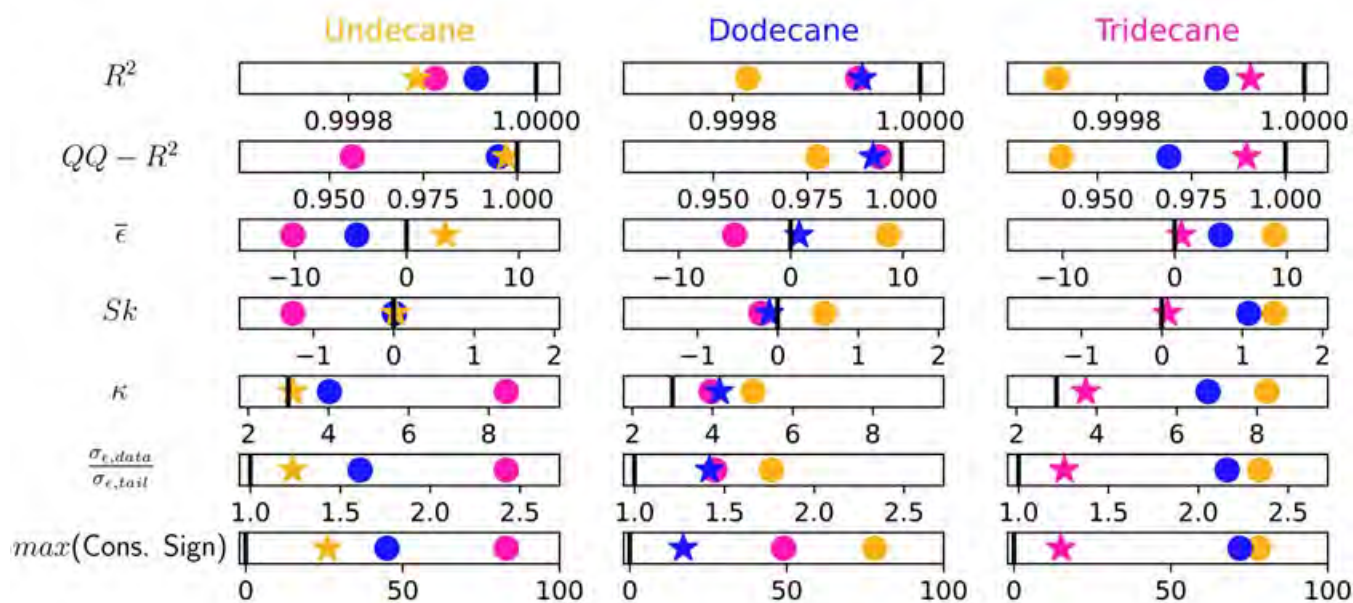 Undecane Dodecane Tridecane
R²
0.9998 1.0000 0.9998 1.0000 0.9998 1.0000
QQ − R²
0.950 0.975 1.000 0.950 0.975 1.000 0.950 0.975 1.000
ϵ̄
−10 0 10 −10 0 10 −10 0 10
Sk
−1 0 1 2 −1 0 1 2 −1 0 1 2
κ
2 4 6 8 2 4 6 8 2 4 6 8
σϵ,data
σϵ,tail
1.0 1.5 2.0 2.5 1.0 1.5 2.0 2.5 1.0 1.5 2.0 2.5
max(Cons. Sign)
0 50 100 0 50 100 0 50 100